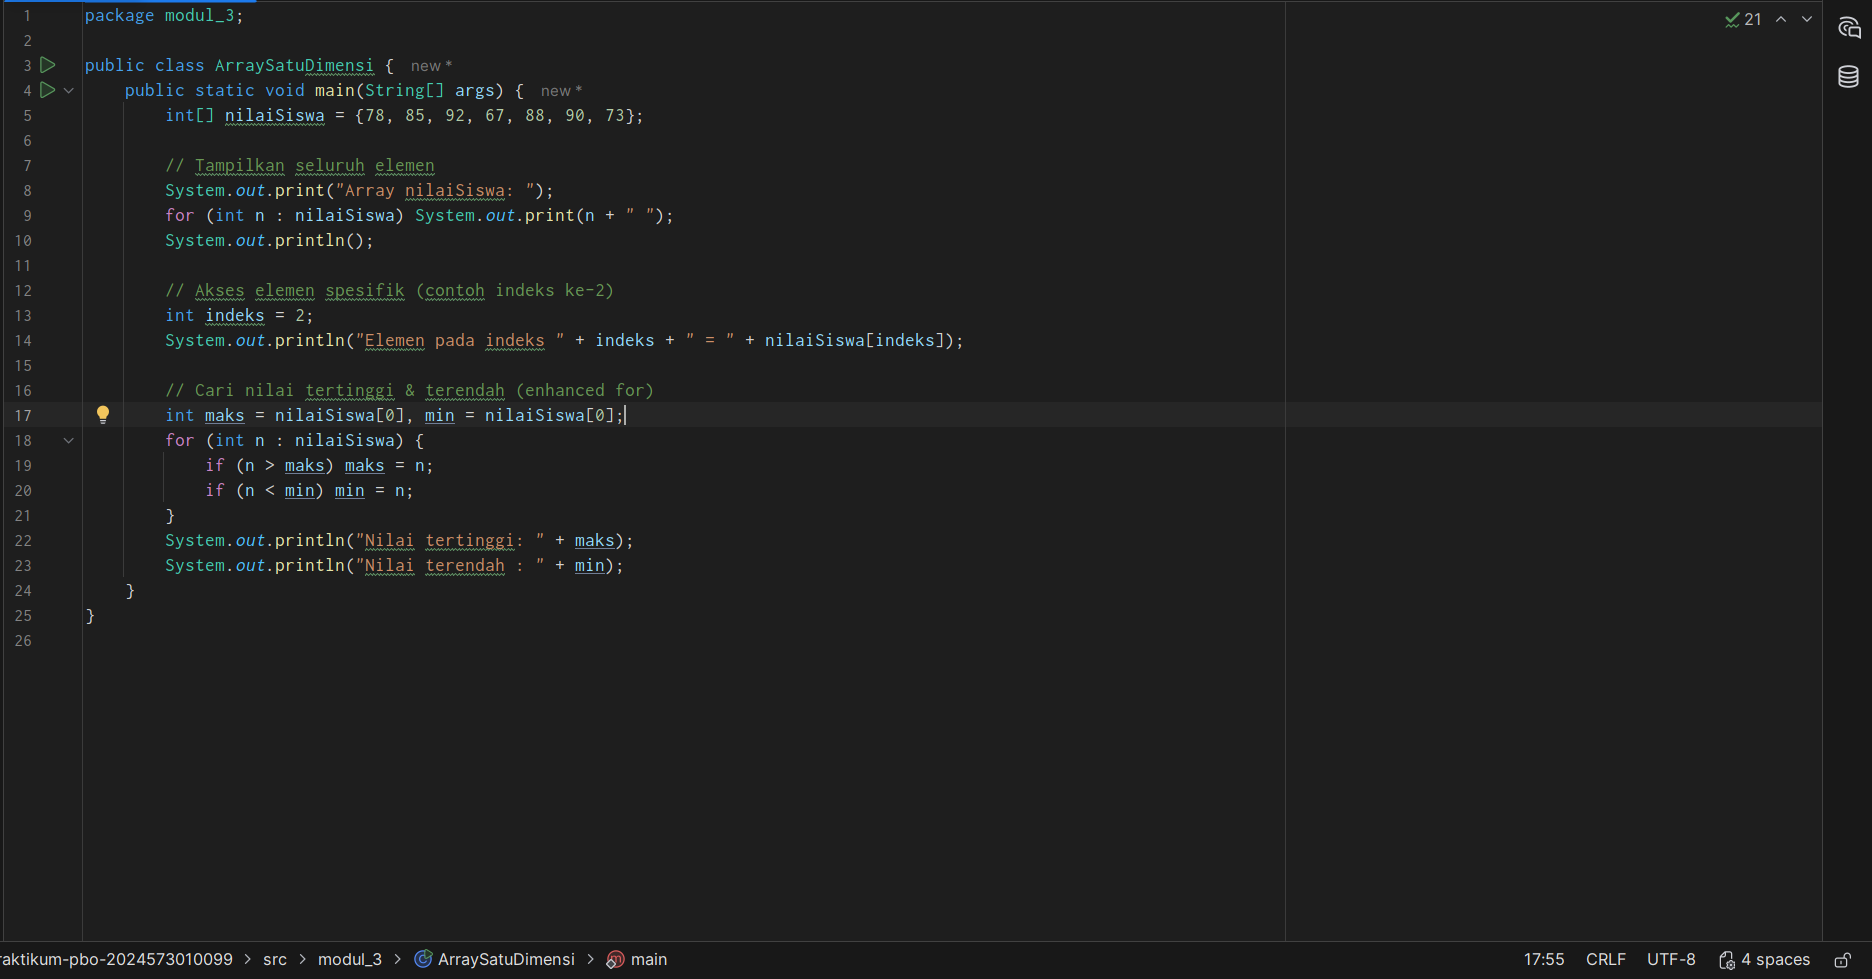 1 package modul_3;
2
3 public class ArraySatuDimensi { new *
4 public static void main(String[] args) { new *
5 int[] nilaiSiswa = {78, 85, 92, 67, 88, 90, 73};
6
7 // Tampilkan seluruh elemen
8 System.out.print("Array nilaiSiswa: ");
9 for (int n : nilaiSiswa) System.out.print(n + " ");
10 System.out.println();
11
12 // Akses elemen spesifik (contoh indeks ke-2)
13 int indeks = 2;
14 System.out.println("Elemen pada indeks " + indeks + " = " + nilaiSiswa[indeks]);
15
16 // Cari nilai tertinggi & terendah (enhanced for)
17 int maks = nilaiSiswa[0], min = nilaiSiswa[0];
18 for (int n : nilaiSiswa) {
19 if (n > maks) maks = n;
20 if (n < min) min = n;
21 }
22 System.out.println("Nilai tertinggi: " + maks);
23 System.out.println("Nilai terendah : " + min);
24 }
25 }
26
21
raktikum-pbo-2024573010099 > src > modul_3 > ArraySatuDimensi > main
17:55 CRLF UTF-8 4 spaces